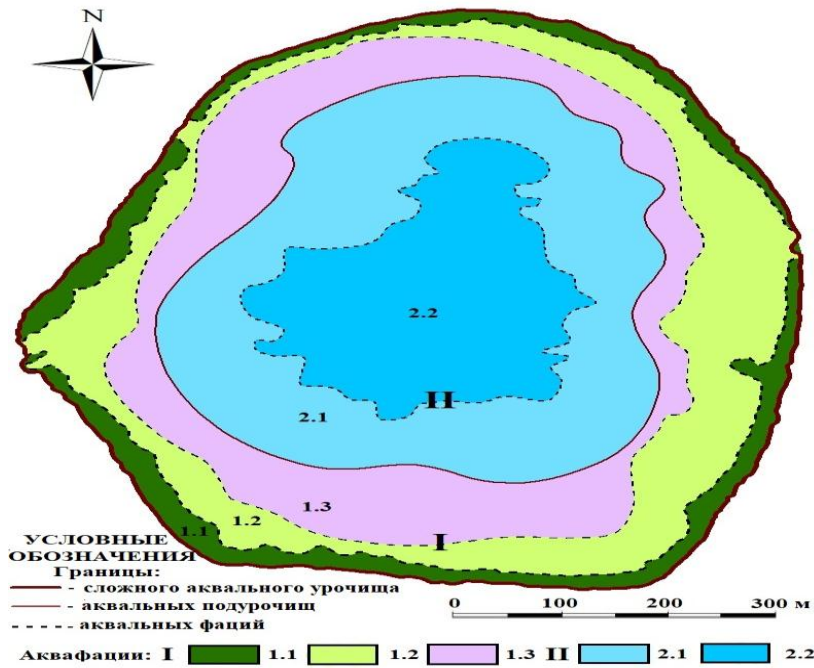 N
2.2
II
2.1
1.3
1.2
1.1
I
УСЛОВНЫЕ
ОБОЗНАЧЕНИЯ
Границы:
- сложного аквального урочища
- аквальных подурочищ
- аквальных фаций
0 100 200 300 м
Аквафации: I 1.1 1.2 1.3 II 2.1 2.2